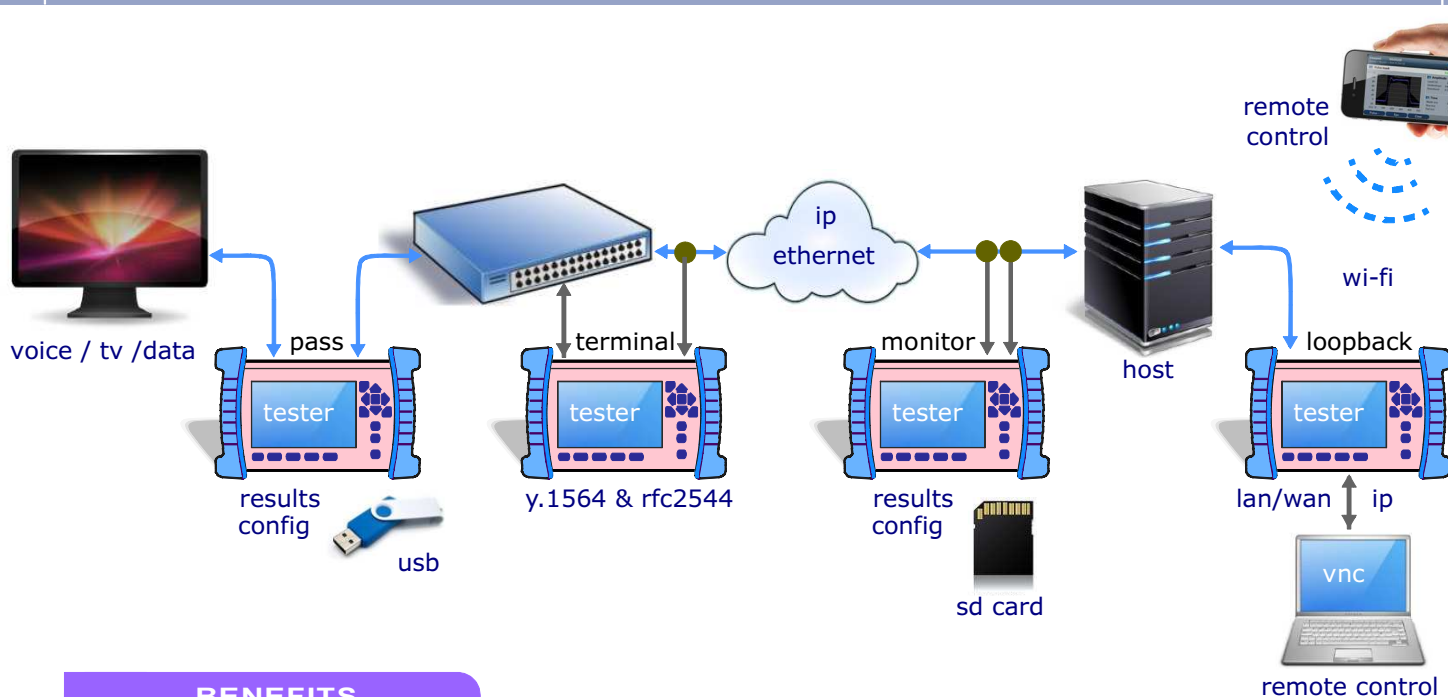 remote
control
ip
ethernet
wi-fi
voice / tv /data
pass
terminal
monitor
host
loopback
tester
tester
tester
tester
results
config
usb
y.1564 & rfc2544
results
config
sd card
lan/wan
ip
vnc
remote control
BENEFITS